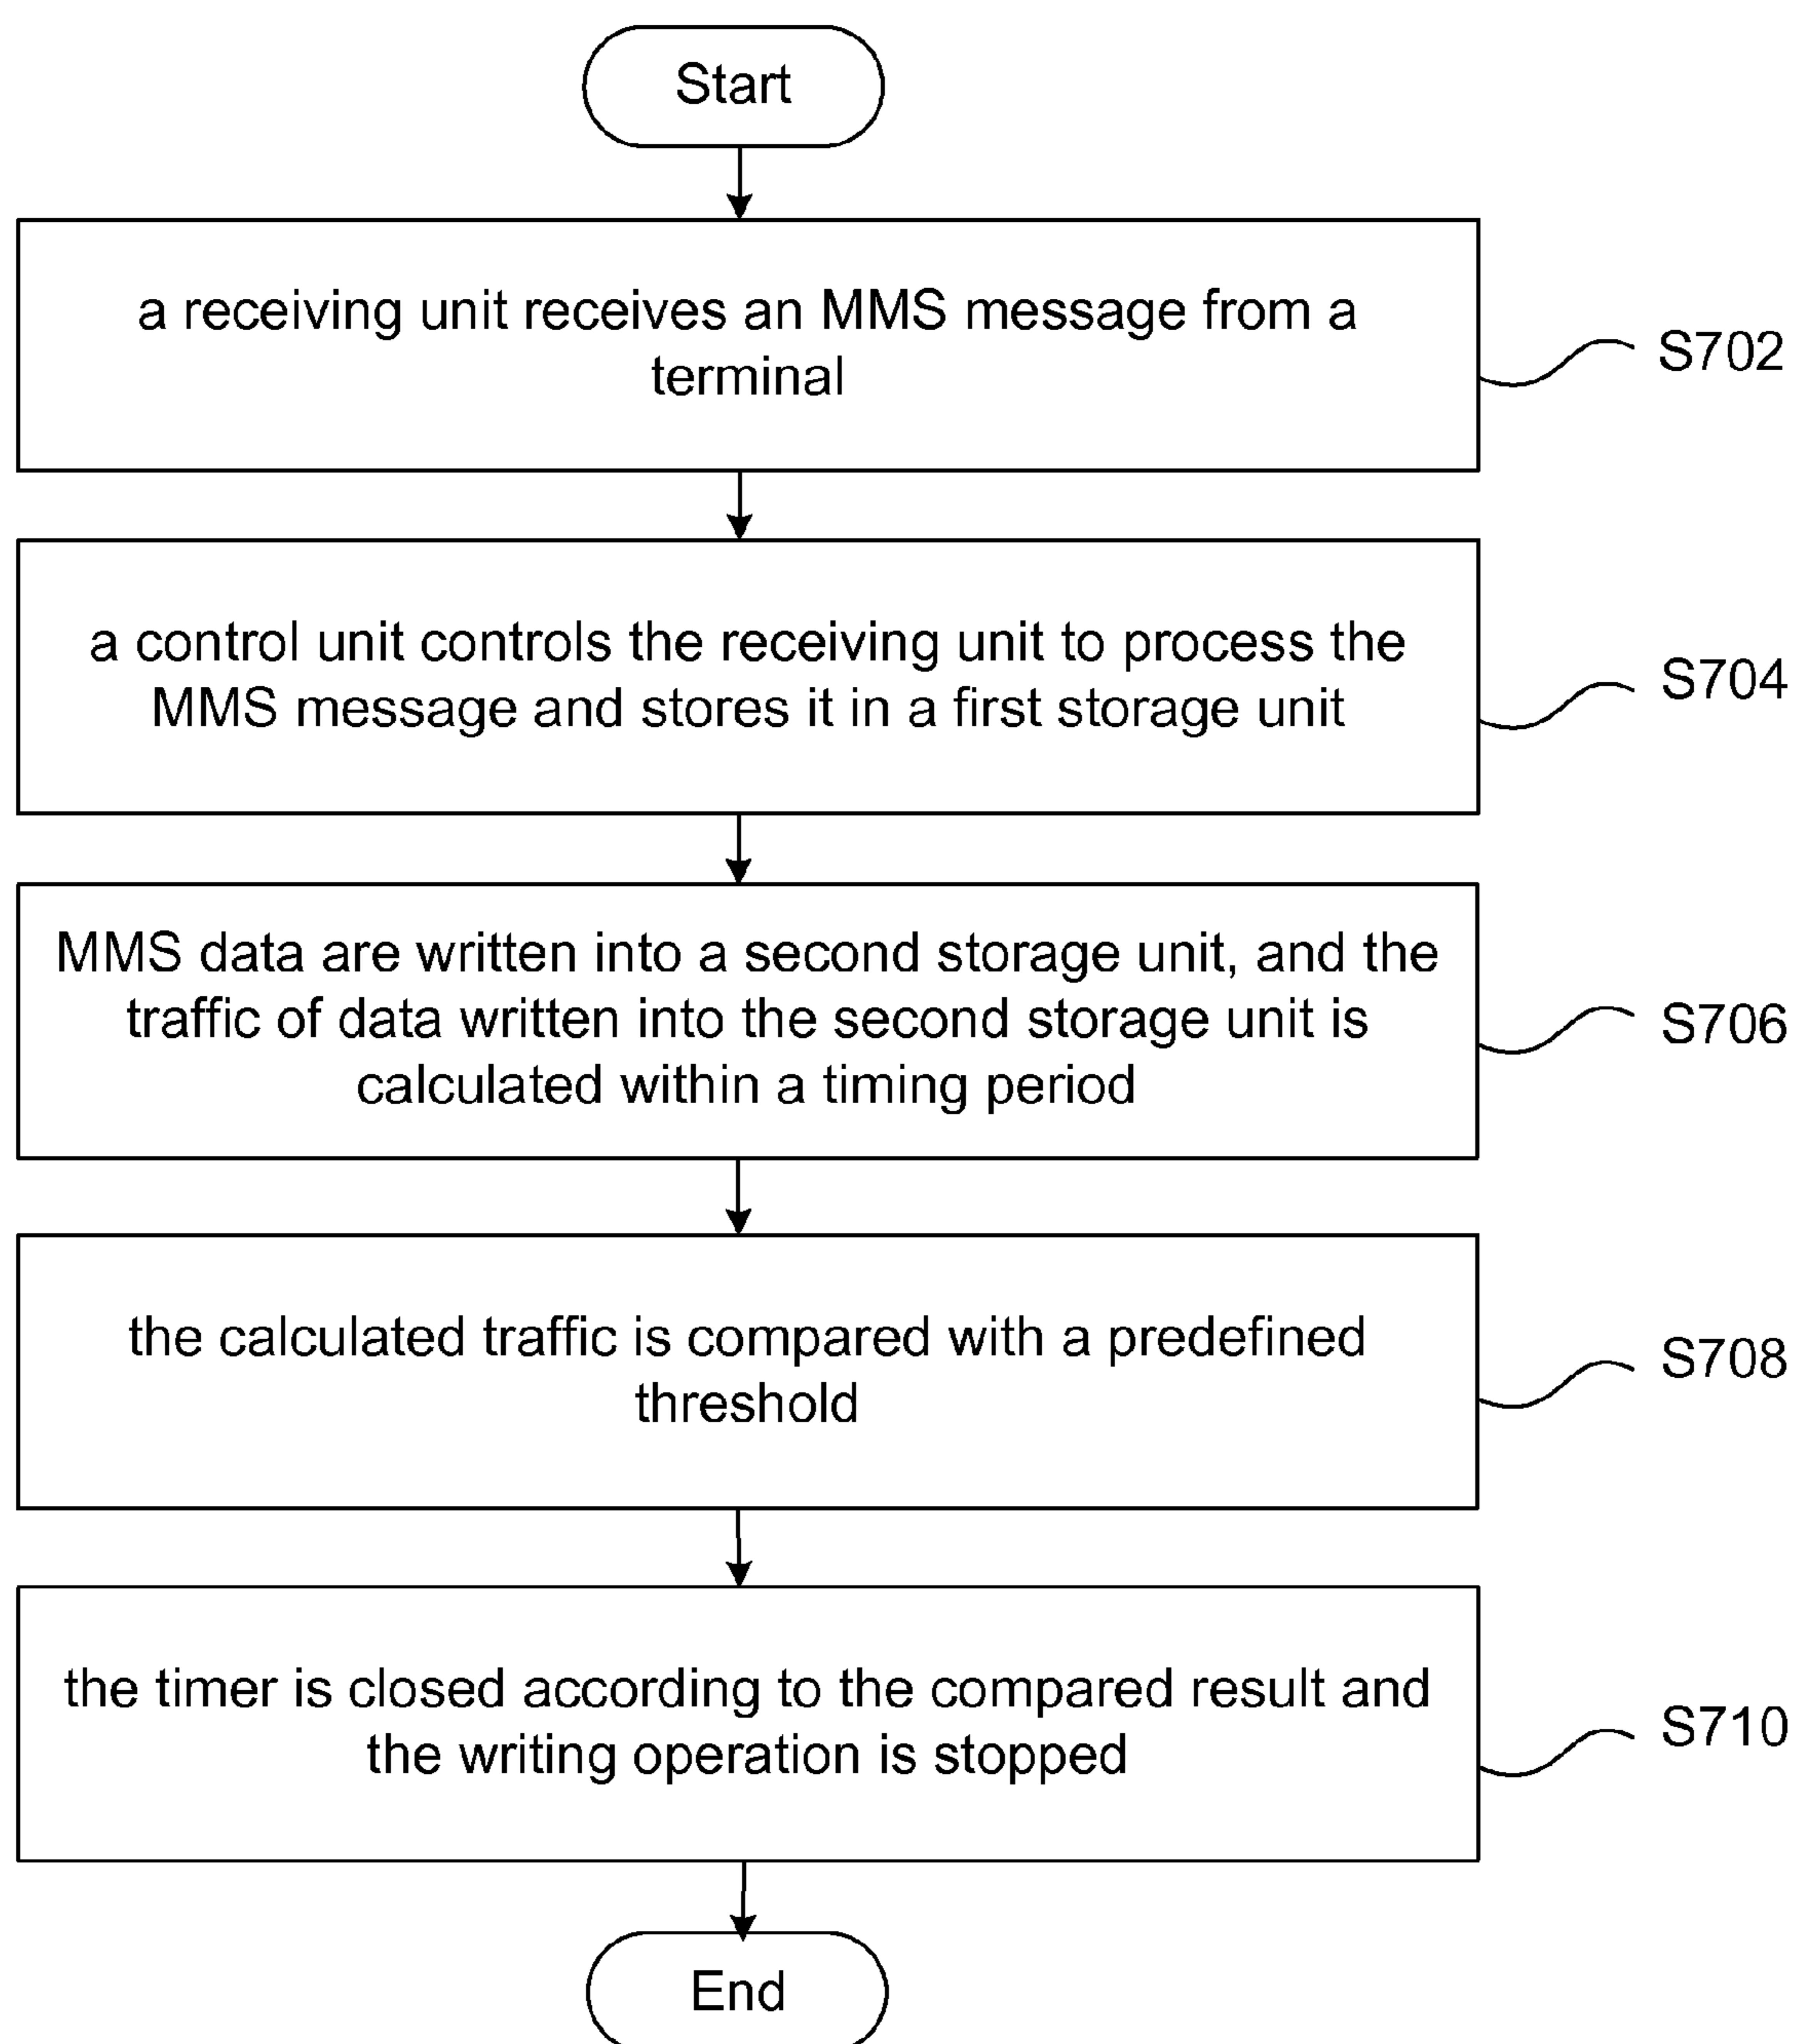 Start
a receiving unit receives an MMS message from a
terminal
S702
a control unit controls the receiving unit to process the
MMS message and stores it in a first storage unit
S704
MMS data are written into a second storage unit, and the
traffic of data written into the second storage unit is
calculated within a timing period
S706
the calculated traffic is compared with a predefined
threshold
S708
the timer is closed according to the compared result and
the writing operation is stopped
S710
End